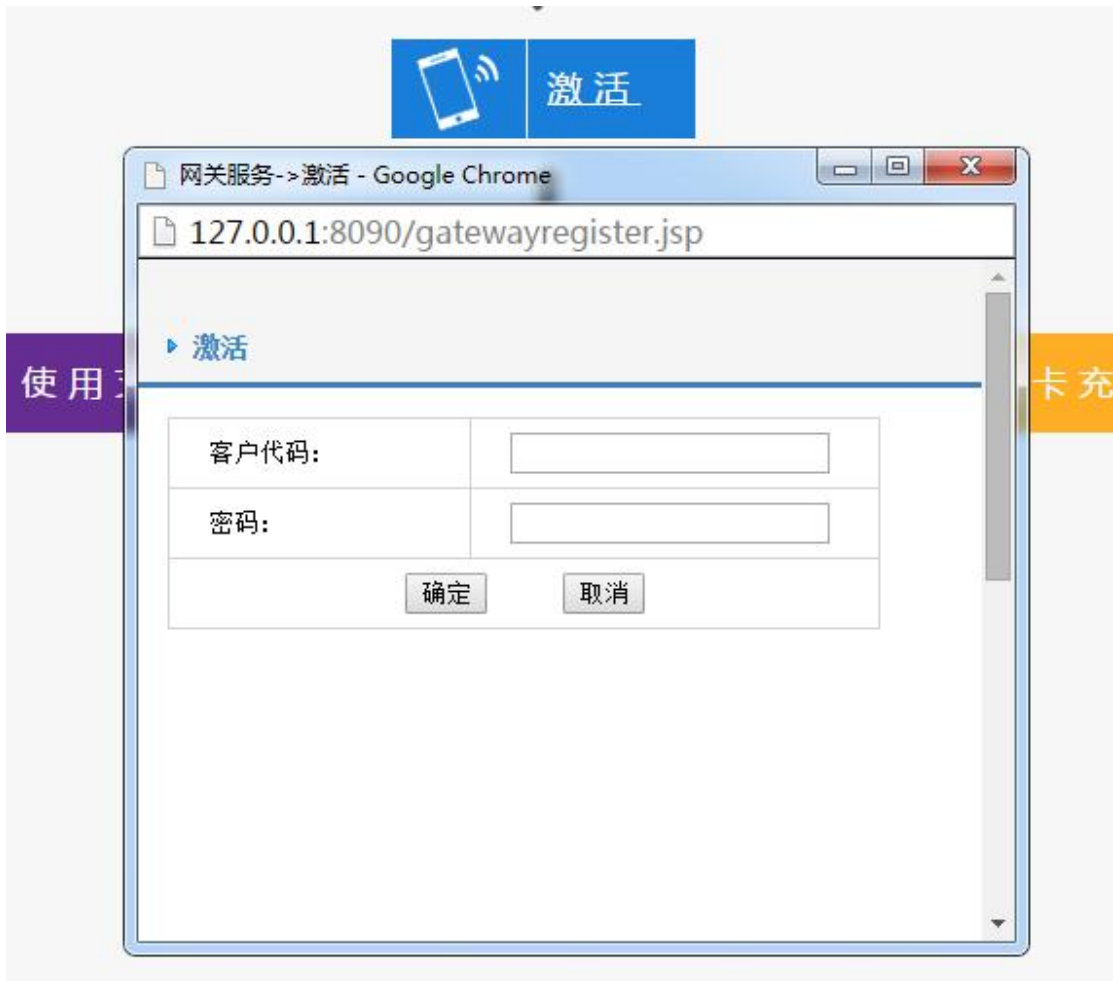 激 活
网关服务->激活 - Google Chrome
127.0.0.1:8090/gatewayregister.jsp
激活
使 用
卡 充
客户代码:
密码:
确定 取消